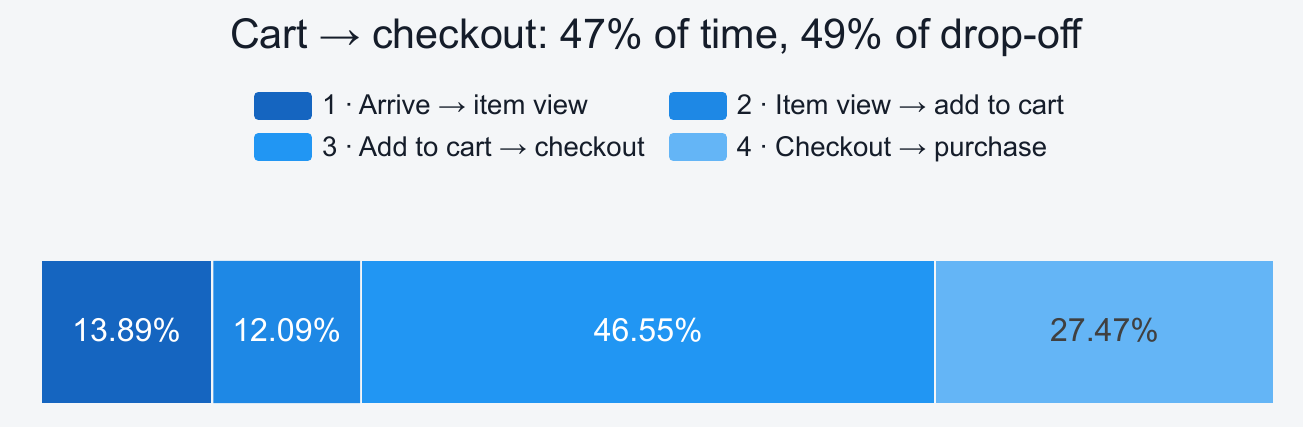 Cart → checkout: 47% of time, 49% of drop-off
1 · Arrive → item view
2 · Item view → add to cart
3 · Add to cart → checkout
4 · Checkout → purchase
13.89%
12.09%
46.55%
27.47%